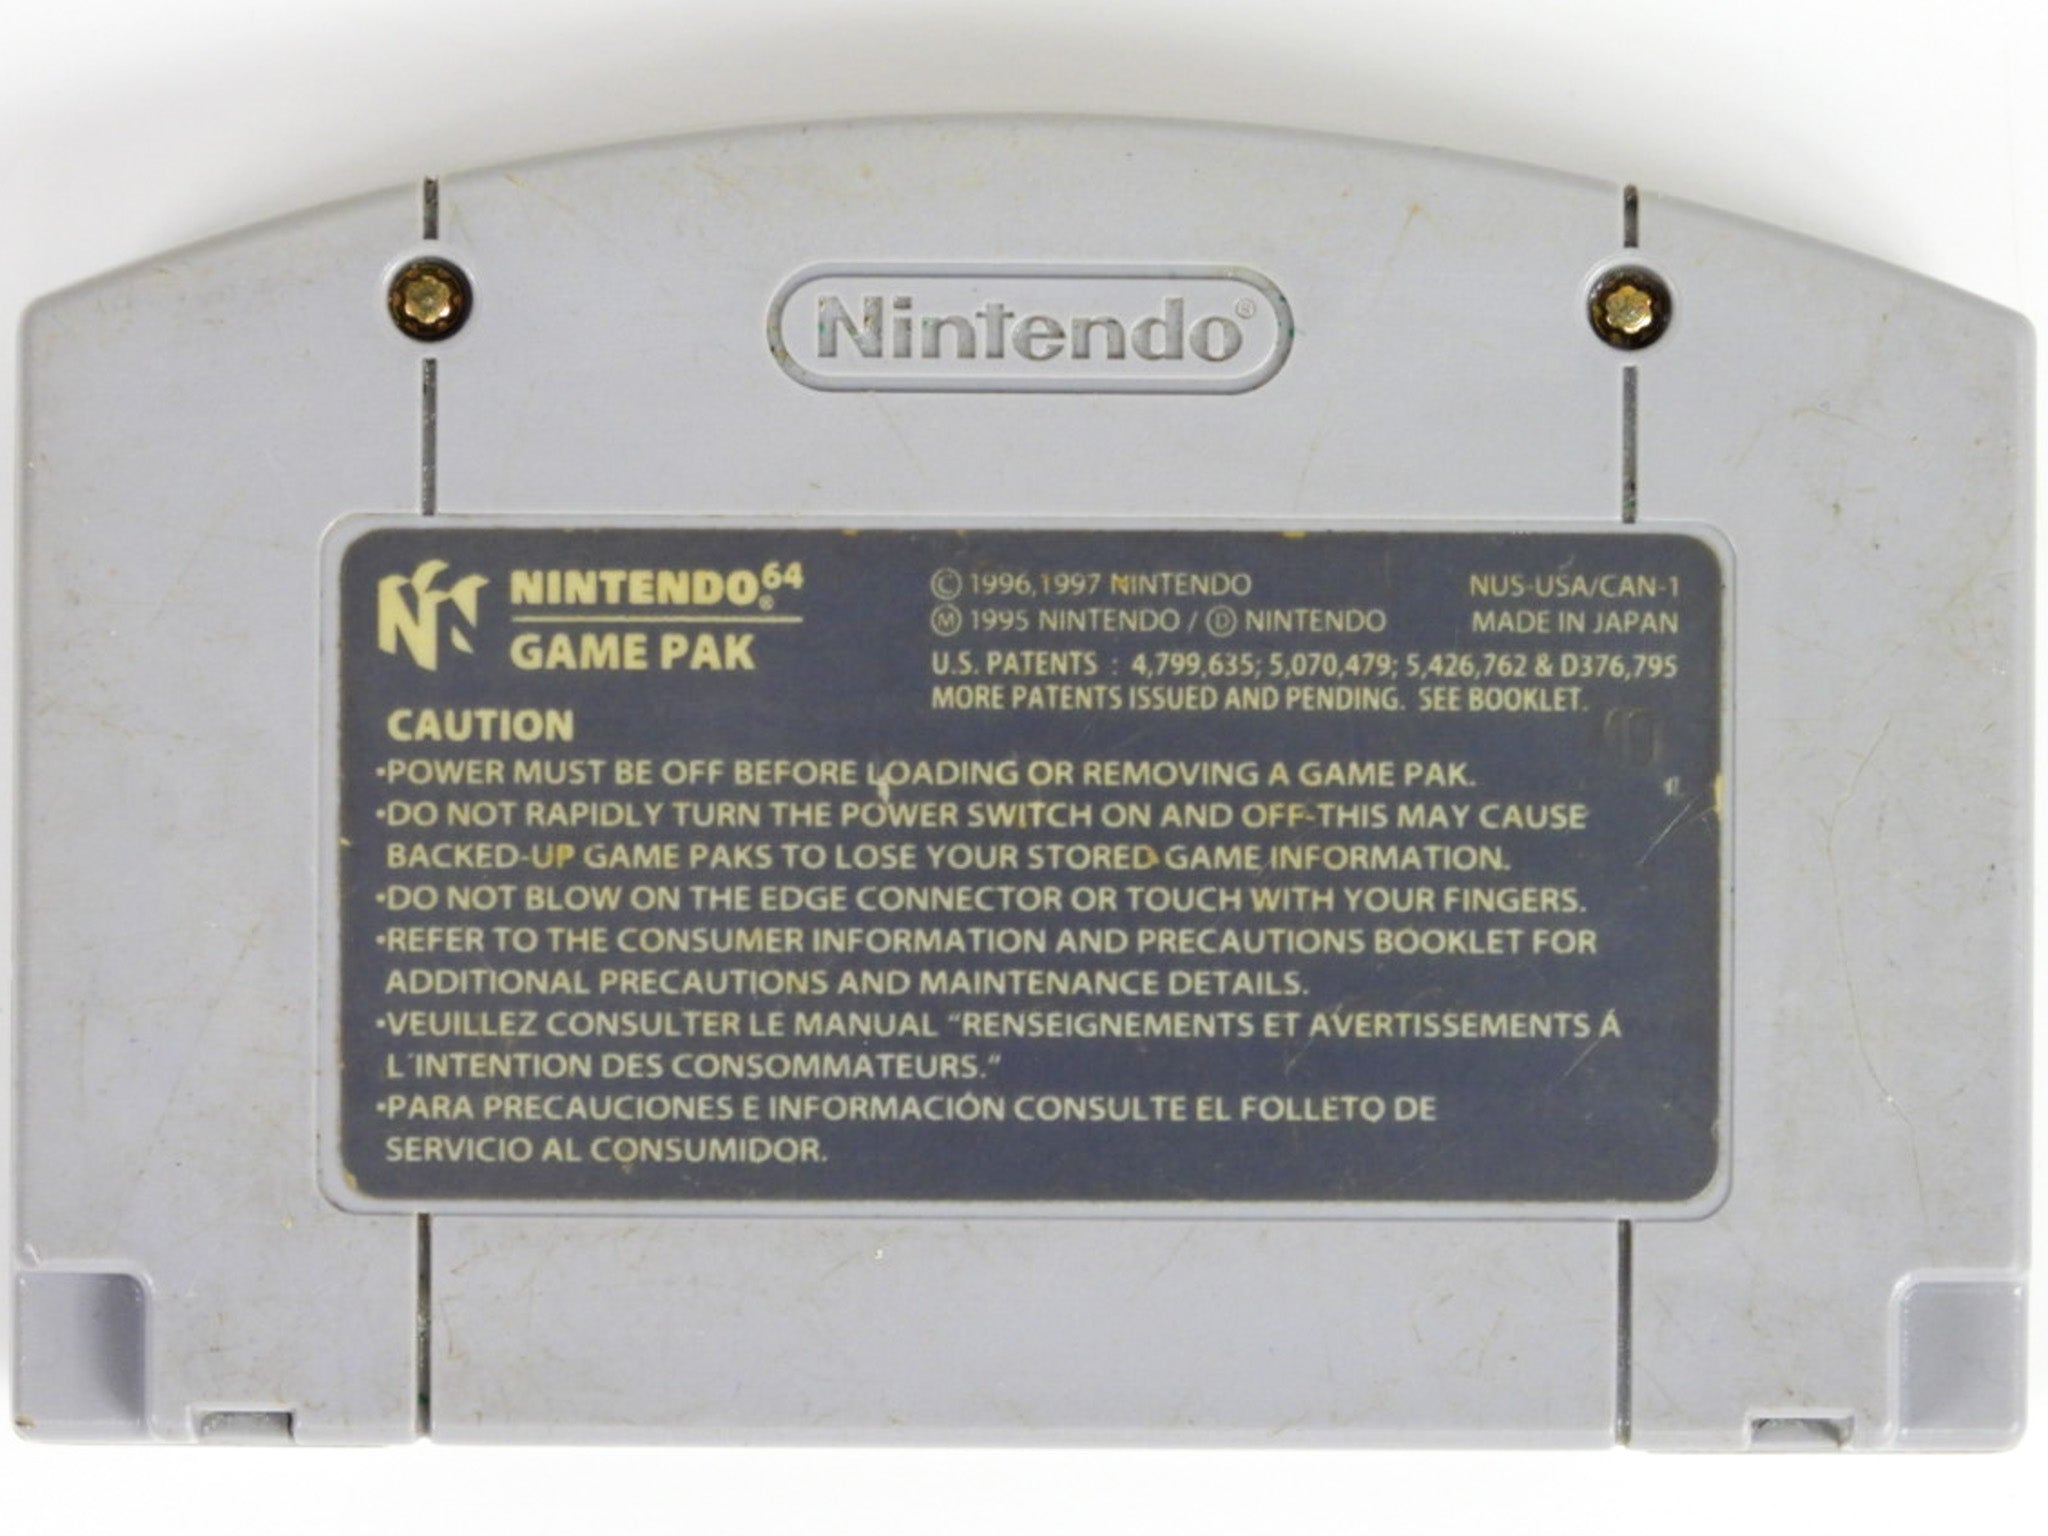 Nintendo®
NINTENDO64®
GAME PAK
© 1996,1997 NINTENDO
Ⓜ 1995 NINTENDO / Ⓓ NINTENDO
NUS-USA/CAN-1
MADE IN JAPAN
U.S. PATENTS : 4,799,635; 5,070,479; 5,426,762 & D376,795
MORE PATENTS ISSUED AND PENDING. SEE BOOKLET.
CAUTION
•POWER MUST BE OFF BEFORE LOADING OR REMOVING A GAME PAK.
•DO NOT RAPIDLY TURN THE POWER SWITCH ON AND OFF-THIS MAY CAUSE
BACKED-UP GAME PAKS TO LOSE YOUR STORED GAME INFORMATION.
•DO NOT BLOW ON THE EDGE CONNECTOR OR TOUCH WITH YOUR FINGERS.
•REFER TO THE CONSUMER INFORMATION AND PRECAUTIONS BOOKLET FOR
ADDITIONAL PRECAUTIONS AND MAINTENANCE DETAILS.
•VEUILLEZ CONSULTER LE MANUAL “RENSEIGNEMENTS ET AVERTISSEMENTS Á
L´INTENTION DES CONSOMMATEURS.“
•PARA PRECAUCIONES E INFORMACIÓN CONSULTE EL FOLLETO DE
SERVICIO AL CONSUMIDOR.